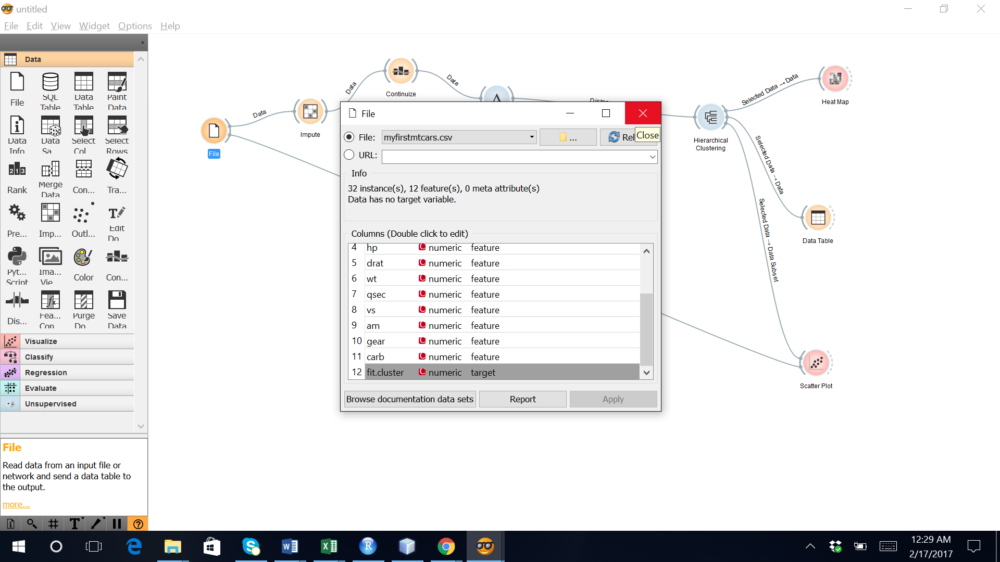 untitled
File Edit View Widget Options Help
Data
File
SQL Table
Data Table
Paint Data
Data Info
Data Sa...
Select Col...
Select Rows
Rank
Merge Data
Con...
Tra...
Pre...
Imp...
Outl...
Edit Do...
Pyt... Script
Ima... Vie...
Color
Con...
Dis...
Fea... Con...
Purge Do...
Save Data
Visualize
Classify
Regression
Evaluate
Unsupervised
File
Read data from an input file or
network and send a data table to
the output.
more...
File
Data
Impute
Data
Continuize
Data
Hierarchical
Clustering
Selected Data → Data
Heat Map
Selected Data → Data
Data Table
Selected Data → Data Subset
Scatter Plot
File
File: myfirstmtcars.csv ... Rel
Close
URL:
Info
32 instance(s), 12 feature(s), 0 meta attribute(s)
Data has no target variable.
Columns (Double click to edit)
4 hp C numeric feature
5 drat C numeric feature
6 wt C numeric feature
7 qsec C numeric feature
8 vs C numeric feature
9 am C numeric feature
10 gear C numeric feature
11 carb C numeric feature
12 fit.cluster C numeric target
Browse documentation data sets Report Apply
12:29 AM
2/17/2017